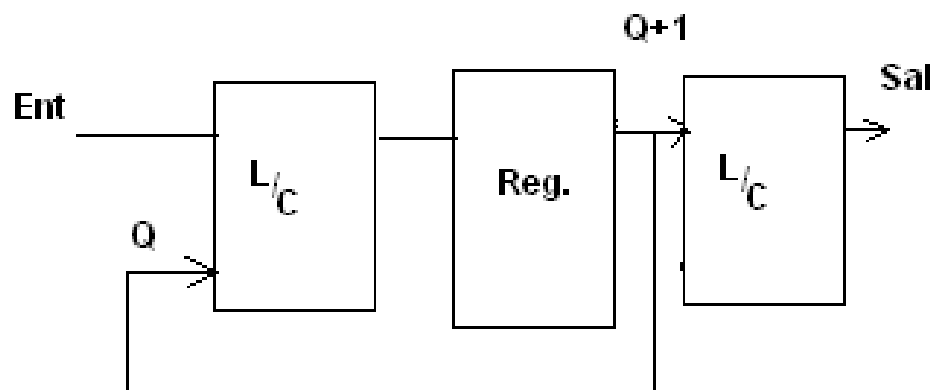 Q+1
Ent
Sal
L/C
Reg.
L/C
Q